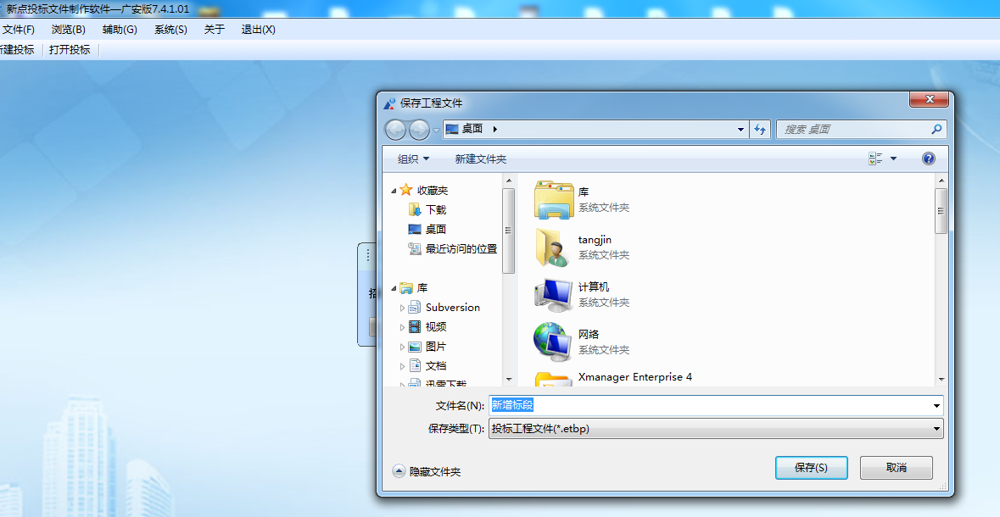 新点投标文件制作软件—广安版7.4.1.01
文件(F) 浏览(B) 辅助(G) 系统(S) 关于 退出(X)
新建投标 打开投标
保存工程文件
桌面
搜索 桌面
组织 新建文件夹
收藏夹
下载
桌面
最近访问的位置
库
Subversion
视频
图片
文档
迅雷下载
库
系统文件夹
tangjin
系统文件夹
计算机
系统文件夹
网络
系统文件夹
Xmanager Enterprise 4
招
文件名(N): 新增标段
保存类型(T): 投标工程文件(*.etbp)
隐藏文件夹
保存(S) 取消